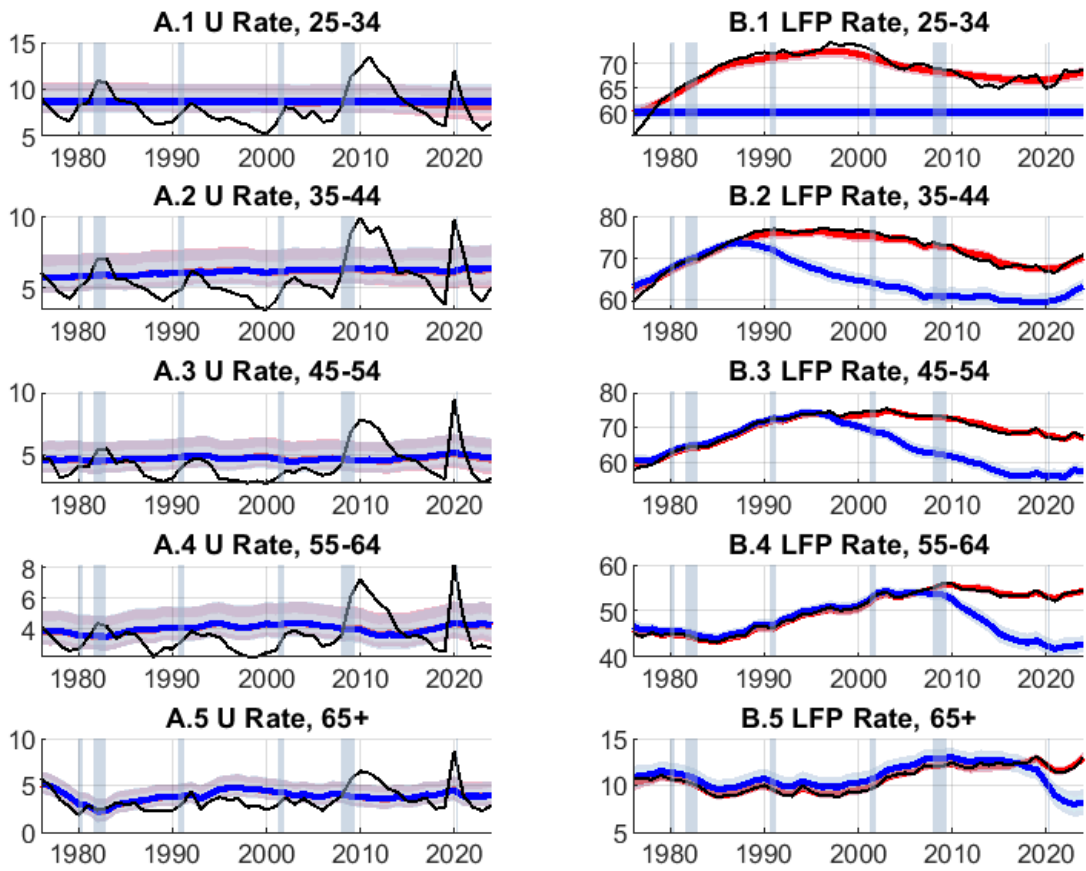 A.1 U Rate, 25-34
15
10
5
1980 1990 2000 2010 2020
B.1 LFP Rate, 25-34
70
65
60
1980 1990 2000 2010 2020
A.2 U Rate, 35-44
10
5
1980 1990 2000 2010 2020
B.2 LFP Rate, 35-44
80
70
60
1980 1990 2000 2010 2020
A.3 U Rate, 45-54
10
5
1980 1990 2000 2010 2020
B.3 LFP Rate, 45-54
80
70
60
1980 1990 2000 2010 2020
A.4 U Rate, 55-64
8
6
4
1980 1990 2000 2010 2020
B.4 LFP Rate, 55-64
60
50
40
1980 1990 2000 2010 2020
A.5 U Rate, 65+
10
5
0
1980 1990 2000 2010 2020
B.5 LFP Rate, 65+
15
10
5
1980 1990 2000 2010 2020